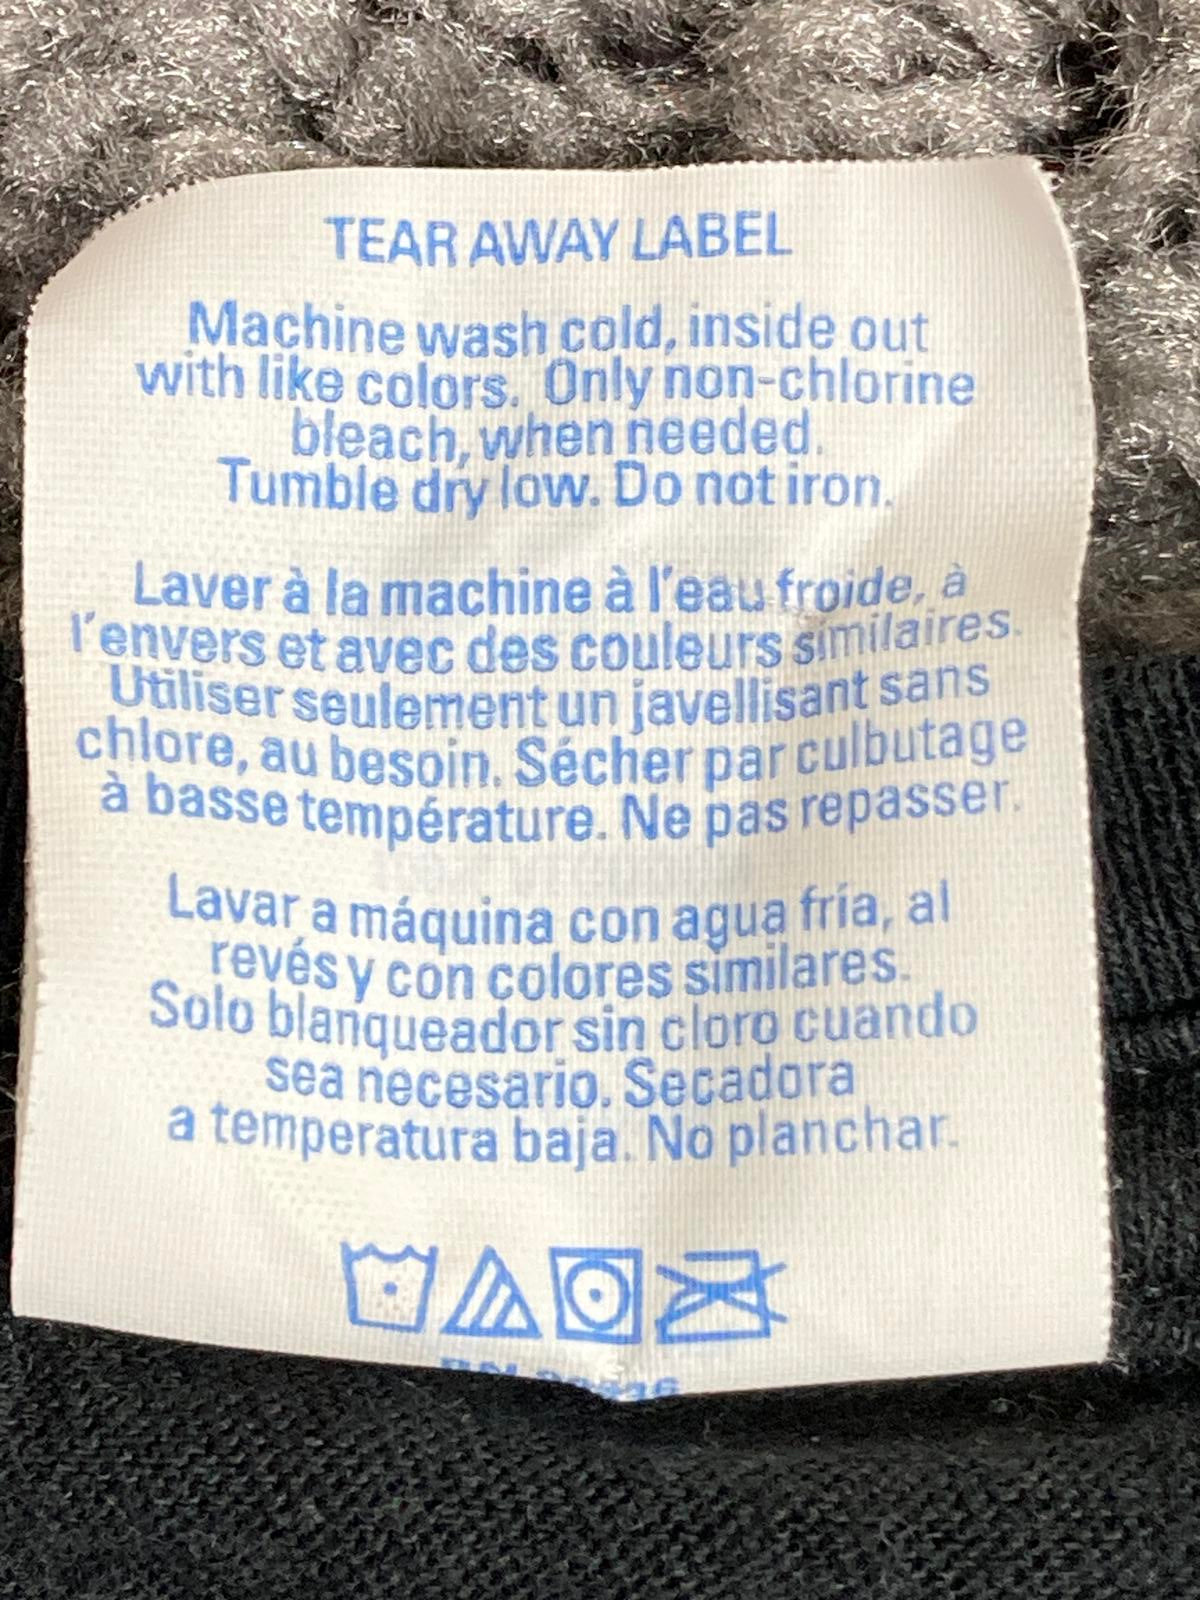 TEAR AWAY LABEL
Machine wash cold, inside out
with like colors. Only non-chlorine
bleach, when needed.
Tumble dry low. Do not iron.
Laver à la machine à l'eau froide, à
l'envers et avec des couleurs similaires.
Utiliser seulement un javellisant sans
chlore, au besoin. Sécher par culbutage
à basse température. Ne pas repasser.
Lavar a máquina con agua fría, al
revés y con colores similares.
Solo blanqueador sin cloro cuando
sea necesario. Secadora
a temperatura baja. No planchar.